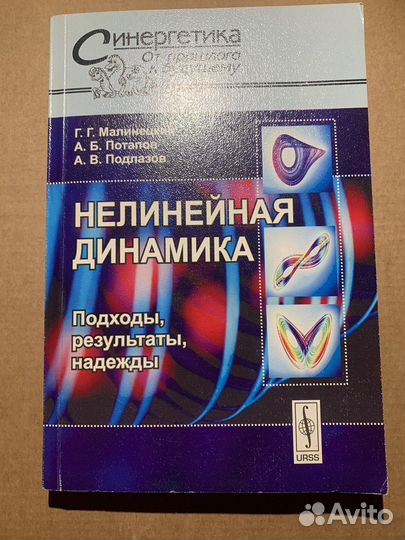 Синергетика
От прошлого
к будущему
Г. Г. Малинецкий
А. Б. Потапов
А. В. Подлазов
НЕЛИНЕЙНАЯ
ДИНАМИКА
Подходы,
результаты,
надежды
URSS
Avito